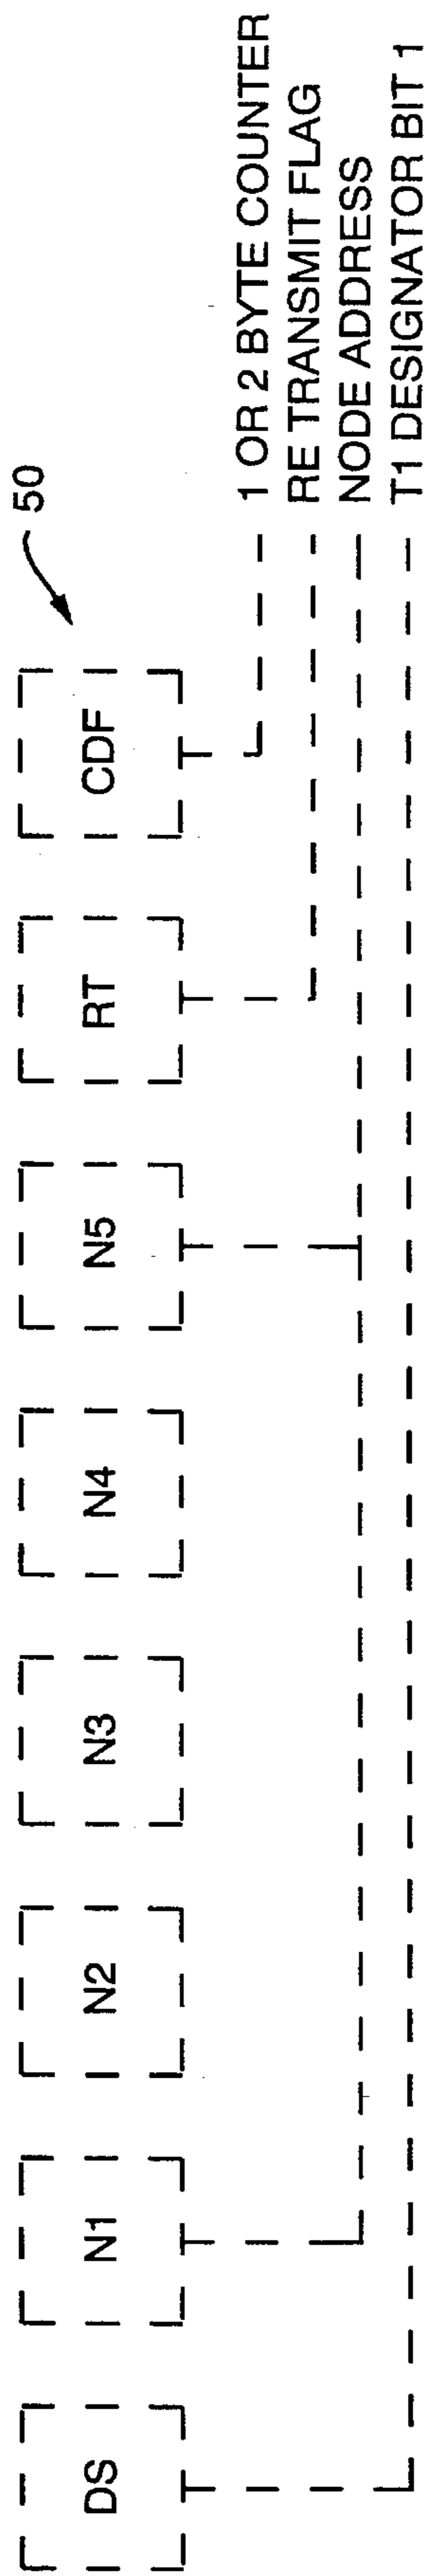 50
DS N1 N2 N3 N4 N5 RT CDF
1 OR 2 BYTE COUNTER
RE TRANSMIT FLAG
NODE ADDRESS
T1 DESIGNATOR BIT 1